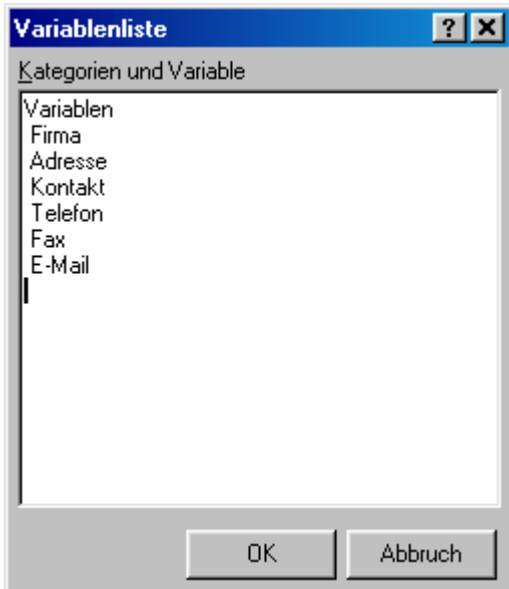 Variablenliste
Kategorien und Variable
Variablen
Firma
Adresse
Kontakt
Telefon
Fax
E-Mail
OK Abbruch